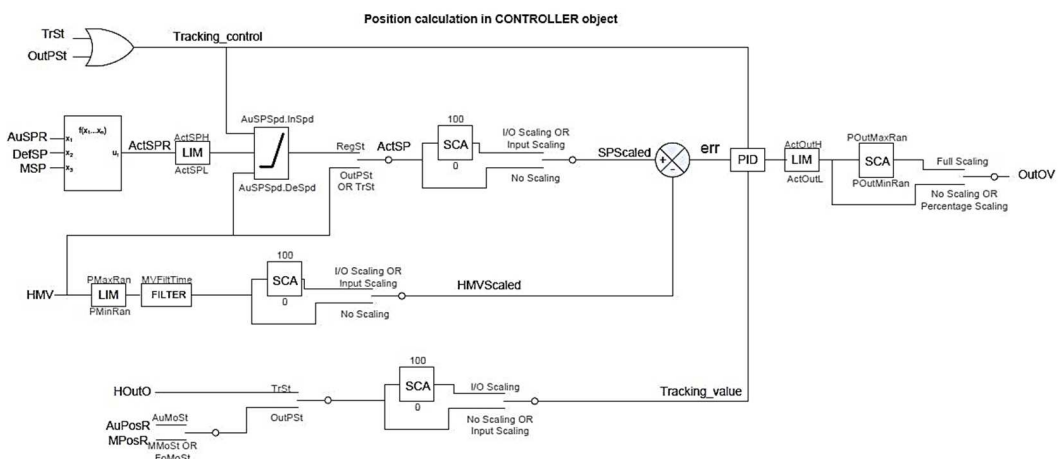 Position calculation in CONTROLLER object
TrSt
OutPSt
Tracking_control
AuSPR
DefSP
MSP
x1
x2
x3
f(x1...xn)
u1
ActSPR
ActSPH
LIM
ActSPL
AuSPSpd.InSpd
AuSPSpd.DeSpd
RegSt
OutPSt
OR TrSt
ActSP
100
SCA
0
I/O Scaling OR
Input Scaling
No Scaling
SPScaled
+
-
err
PID
ActOutH
LIM
ActOutL
POutMaxRan
SCA
POutMinRan
Full Scaling
No Scaling OR
Percentage Scaling
OutOV
HMV
PMaxRan
LIM
PMinRan
MVFiltTime
FILTER
100
SCA
0
I/O Scaling OR
Input Scaling
No Scaling
HMVScaled
HOutO
AuPosR
MPosR
AuMoSt
MMoSt OR
FoMoSt
TrSt
OutPSt
100
SCA
0
I/O Scaling
No Scaling OR
Input Scaling
Tracking_value